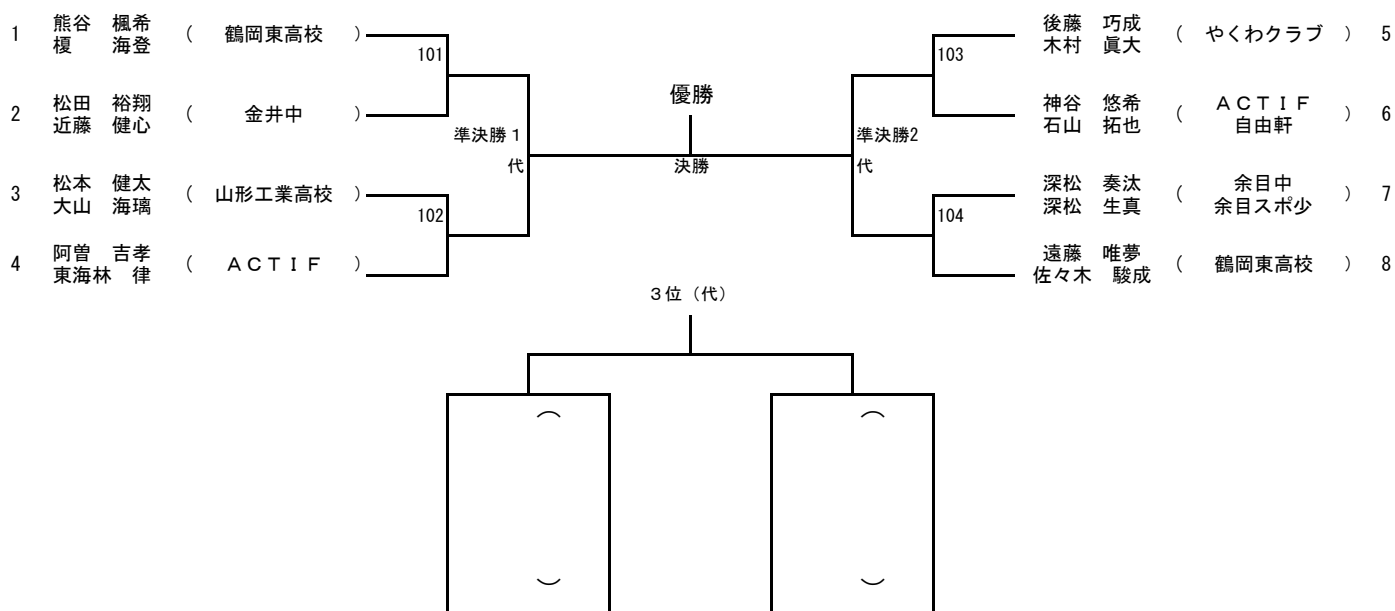 1 熊谷　楓希 榎　　海登 （ 鶴岡東高校 ）
101
2 松田　裕翔 近藤　健心 （ 金井中 ）
準決勝１
代
3 松本　健太 大山　海璃 （ 山形工業高校 ）
102
4 阿曽　吉孝 東海林　律 （ ＡＣＴＩＦ ）
優勝
決勝
後藤　巧成 木村　眞大 （ やくわクラブ ） 5
103
神谷　悠希 石山　拓也 （ ＡＣＴＩＦ 自由軒 ） 6
準決勝2
代
深松　奏汰 深松　生真 （ 余目中 余目スポ少 ） 7
104
遠藤　唯夢 佐々木　駿成 （ 鶴岡東高校 ） 8
３位（代）
（ ）
（ ）